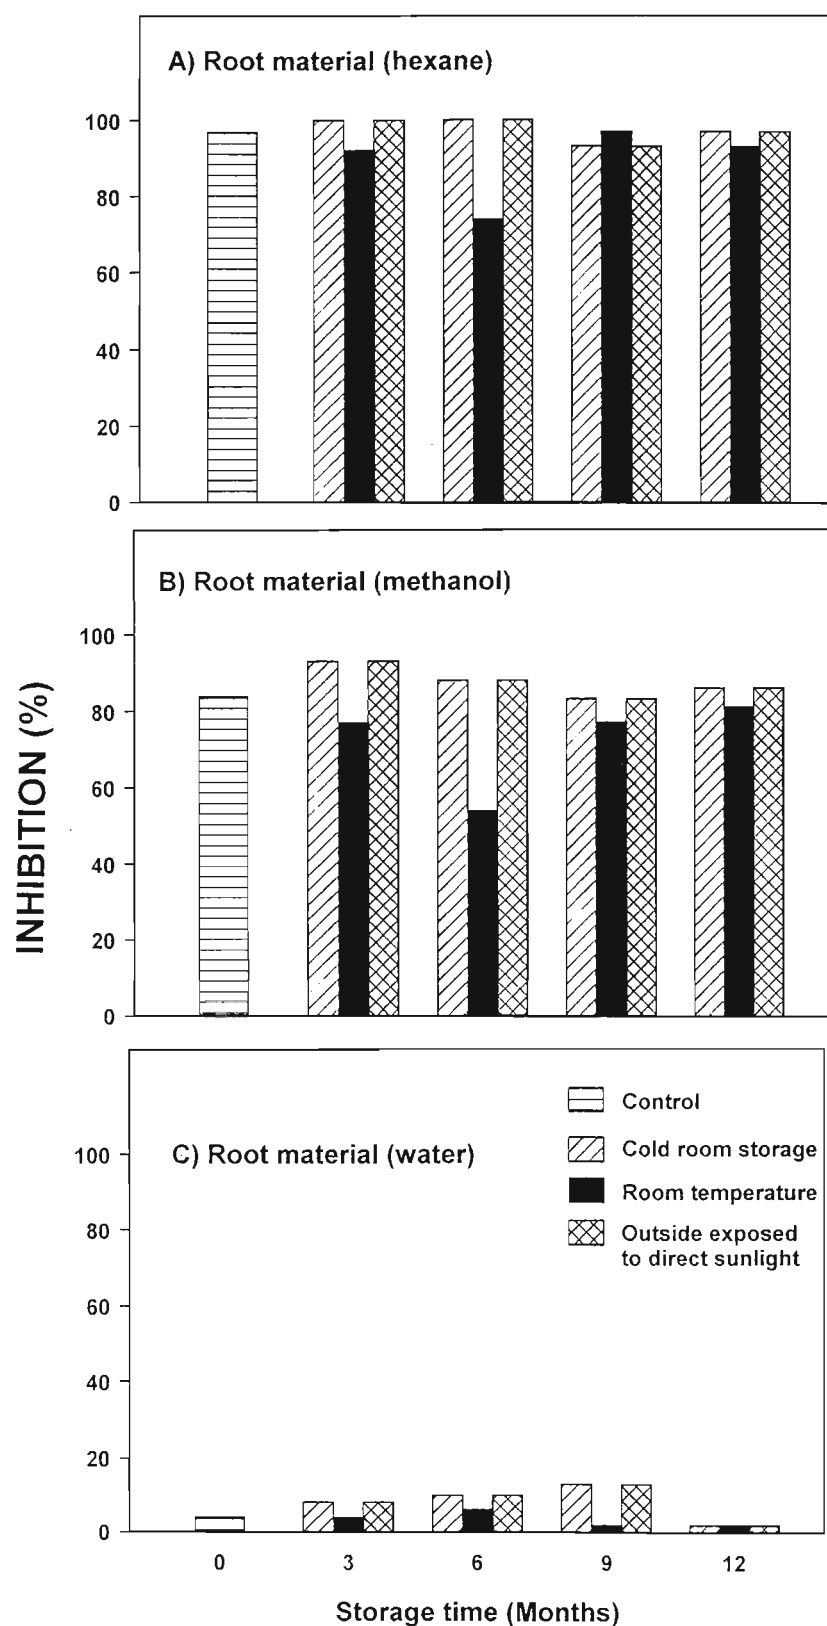 A) Root material (hexane)
100
80
60
40
20
0
B) Root material (methanol)
100
80
60
40
20
0
INHIBITION (%)
C) Root material (water)
Control
Cold room storage
Room temperature
Outside exposed
to direct sunlight
100
80
60
40
20
0
0 3 6 9 12
Storage time (Months)